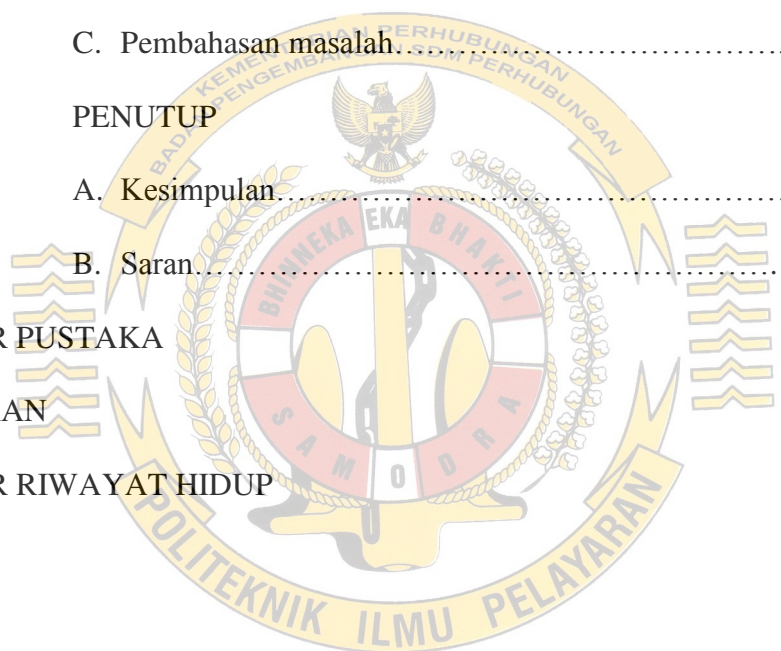 C. Pembahasan masalah……………………………………
PENUTUP
A. Kesimpulan……………………………………………
B. Saran…………………………………………………….
R PUSTAKA
RAN
R RIWAYAT HIDUP
KEMENTERIAN PERHUBUNGAN
BADAN PENGEMBANGAN SDM PERHUBUNGAN
BHINNEKA EKA BHAKTI
SAMODRA
POLITEKNIK ILMU PELAYARAN